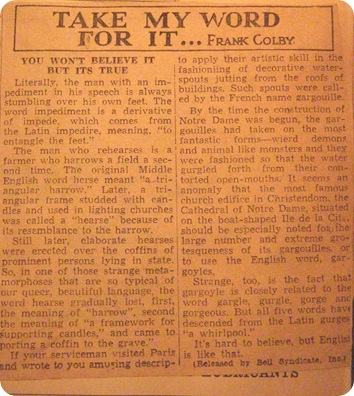 TAKE MY WORD
FOR IT... FRANK COLBY
YOU WON'T BELIEVE IT
BUT ITS TRUE
Literally, the man with an im-
pediment in his speech is always
stumbling over his own feet. The
word impediment is a derivative
of impede, which comes from
the Latin impedire, meaning, "to
entangle the feet."
The man who rehearses is a
farmer who harrows a field a sec-
ond time. The original Middle
English word herse meant "a tri-
angular harrow." Later, a tri-
angular frame studded with can-
dles and used in lighting churches
was called a "hearse" because of
its resemblance to the harrow.
Still later, elaborate hearses
were erected over the coffins of
prominent persons lying in state.
So, in one of those strange meta-
morphoses that are so typical of
our queer, beautiful language, the
word hearse gradually lost, first,
the meaning of "harrow", second
the meaning of "a framework for
supporting candles," and came to
porting a coffin to the grave."
If your serviceman visited Paris
and wrote to you amusing descrip-
to apply their artistic skill in the
fashioniing of decorative water-
spouts jutting from the roofs of
buildings. Such spouts were call-
ed by the French name gargouille.
By the time the construction of
Notre Dame was begun, the gar-
gouilles had taken on the most
fantastic forms—wierd demons
and animal like monsters and they
were fashioned so that the water
gurgled forth from their con-
torted open-mouths. It seems an
anomaly that the most famous
church edifice in Christendom, the
Cathedral of Notre Dame, situated
on the boat-shaped Ile de la Cite,
should be especially noted for the
large number and extreme gro-
tesqueness of its gargouilles, or
to use the English word, gar-
goyles.
Strange, too, is the fact that
gargoyle is closely related to the
word gargle, gurgle, gorge and
gorgeous. But all five words have
descended from the Latin gurges
"a whirlpool."
It's hard to believe, but English
is like that.
(Released by Bell Syndicate, Inc.)
LUBRICANTS